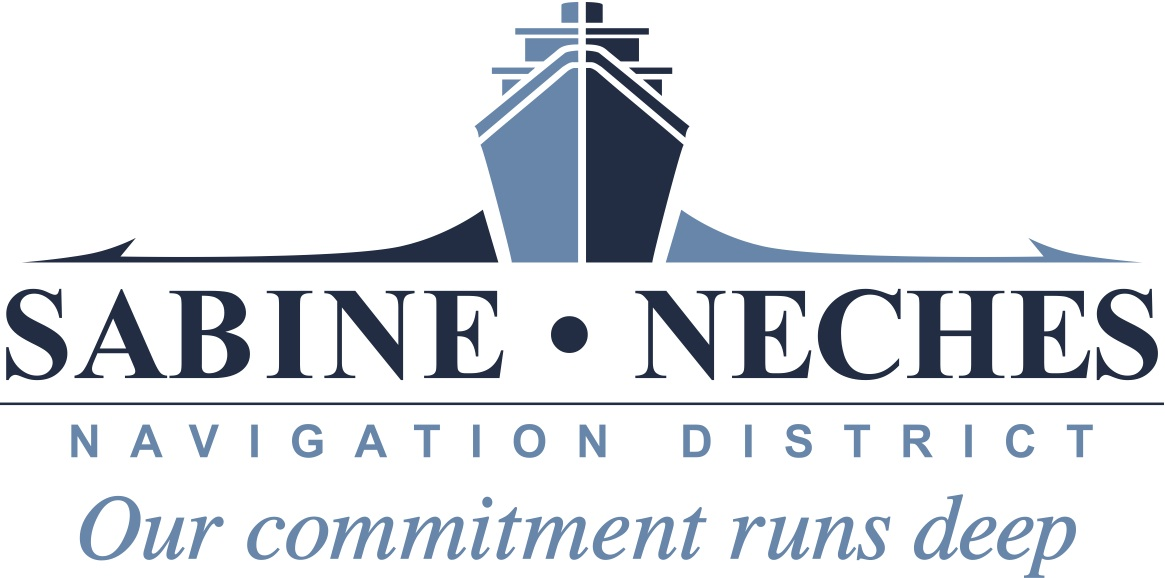 SABINE • NECHES
NAVIGATION DISTRICT
Our commitment runs deep